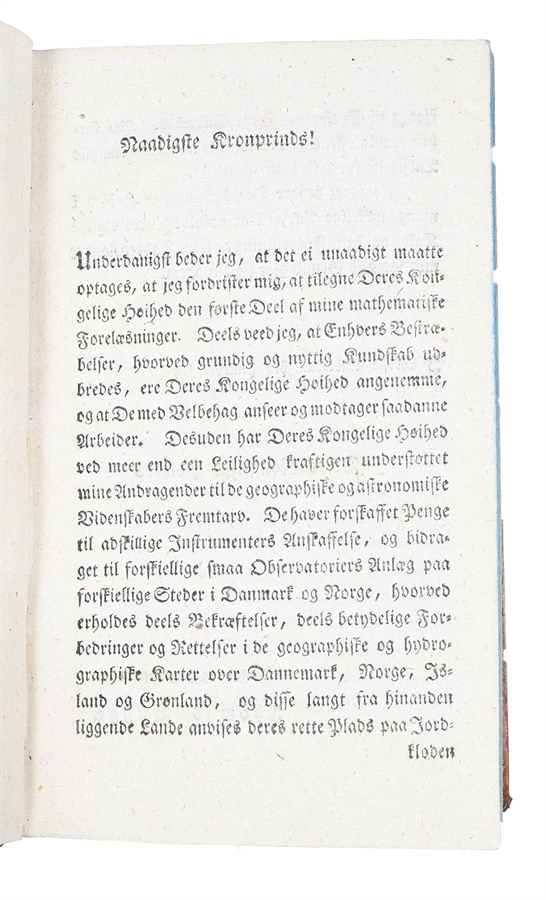 Naadigste Kronprinds!
Underdanigst beder jeg, at det ei unaadigt maatte
optages, at jeg fordrister mig, at tilegne Deres Kon-
gelige Høihed den første Deel af mine mathematiske
Forelæsninger. Deels veed jeg, at Enhvers Bestræ-
belser, hvorved grundig og nyttig Kundskab ud-
bredes, ere Deres Kongelige Høihed angenemme,
og at De med Velbehag anseer og modtager saadanne
Arbeider. Desuden har Deres Kongelige Høihed
ved meer end een Leilighed kraftigen understøttet
mine Andragender til de geographiske og astronomiske
Videnskabers Fremtarv. De haver forskaffet Penge
til adskillige Instrumenters Anskaffelse, og bidra-
get til forskiellige smaa Observatoriers Anlæg paa
forskiellige Steder i Danmark og Norge, hvorved
erholdes deels Bekræftelser, deels betydelige For-
bedringer og Rettelser i de geographiske og hydro-
graphiske Karter over Dannemark, Norge, Is-
land og Grønland, og disse langt fra hinanden
liggende Lande anvises deres rette Plads paa Jord-
kloden